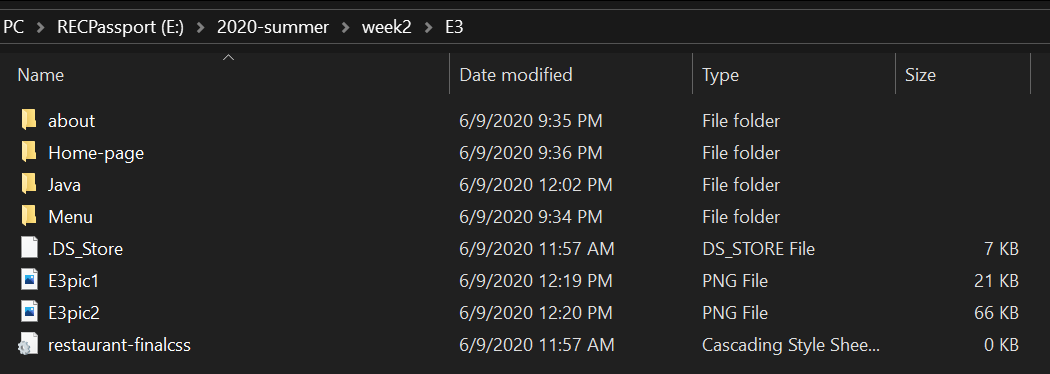 PC > RECPassport (E:) > 2020-summer > week2 > E3
Name Date modified Type Size
about 6/9/2020 9:35 PM File folder
Home-page 6/9/2020 9:36 PM File folder
Java 6/9/2020 12:02 PM File folder
Menu 6/9/2020 9:34 PM File folder
.DS_Store 6/9/2020 11:57 AM DS_STORE File 7 KB
E3pic1 6/9/2020 12:19 PM PNG File 21 KB
E3pic2 6/9/2020 12:20 PM PNG File 66 KB
restaurant-finalcss 6/9/2020 11:57 AM Cascading Style Shee... 0 KB